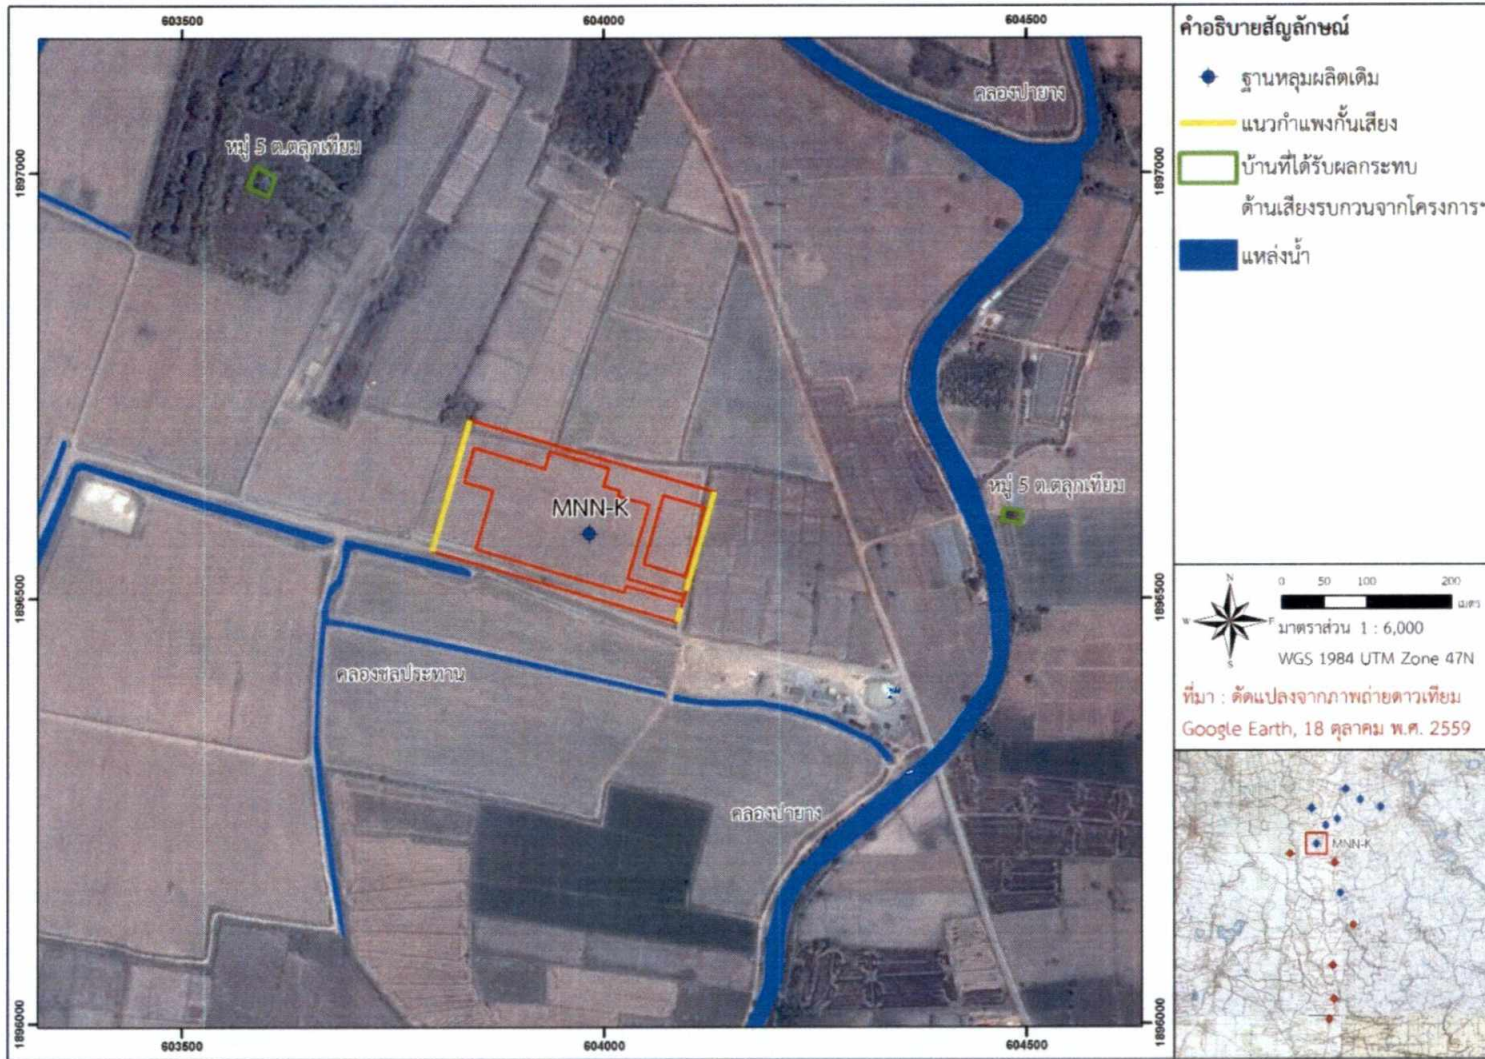 603500
604000
604500
1897000
1896500
1896000
หมู่ 5 ต.ตลุกเทียม
คลองป่ายาง
MNN-K
หมู่ 5 ต.ตลุกเทียม
คลองชลประทาน
คลองป่ายาง
1897000
1896500
1896000
603500
604000
604500
คำอธิบายสัญลักษณ์
ฐานหลุมผลิตเดิม
แนวกำแพงกั้นเสียง
บ้านที่ได้รับผลกระทบ
ด้านเสียงรบกวนจากโครงการฯ
แหล่งน้ำ
N
W
E
S
0 50 100 200
เมตร
มาตราส่วน 1 : 6,000
WGS 1984 UTM Zone 47N
ที่มา : ดัดแปลงจากภาพถ่ายดาวเทียม
Google Earth, 18 ตุลาคม พ.ศ. 2559
MNN-K